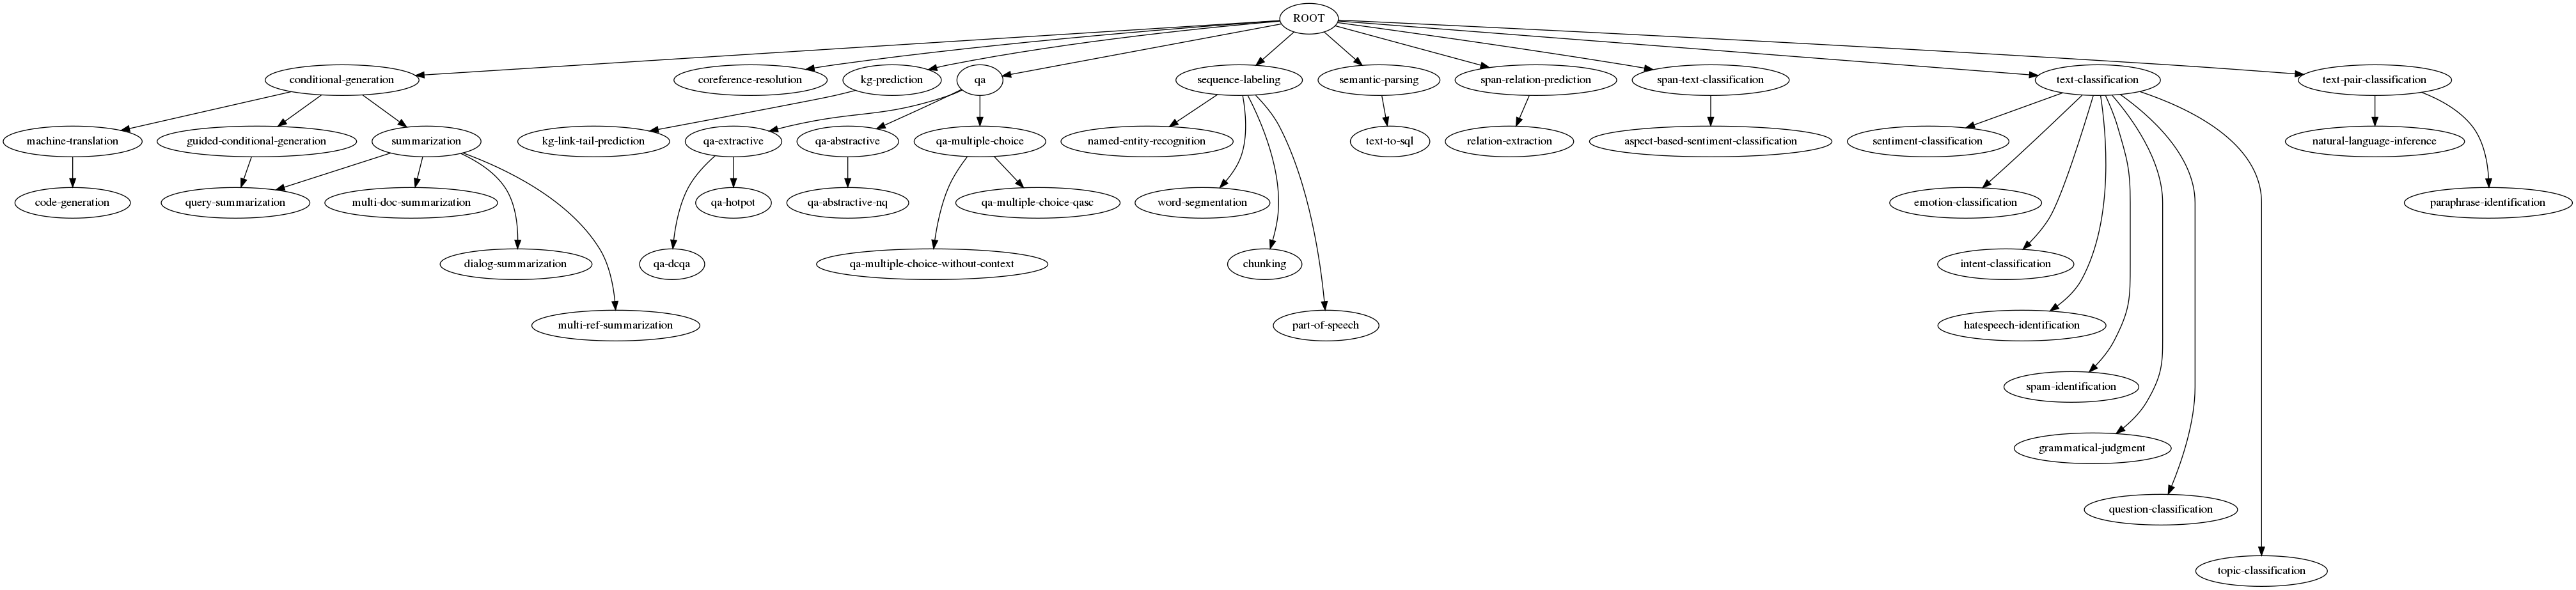 ROOT
conditional-generation
coreference-resolution
kg-prediction
qa
sequence-labeling
semantic-parsing
span-relation-prediction
span-text-classification
text-classification
text-pair-classification
machine-translation
guided-conditional-generation
summarization
kg-link-tail-prediction
qa-extractive
qa-abstractive
qa-multiple-choice
named-entity-recognition
text-to-sql
relation-extraction
aspect-based-sentiment-classification
sentiment-classification
natural-language-inference
code-generation
query-summarization
multi-doc-summarization
qa-hotpot
qa-abstractive-nq
qa-multiple-choice-qasc
word-segmentation
emotion-classification
paraphrase-identification
dialog-summarization
qa-dcqa
qa-multiple-choice-without-context
chunking
intent-classification
multi-ref-summarization
part-of-speech
hatespeech-identification
spam-identification
grammatical-judgment
question-classification
topic-classification